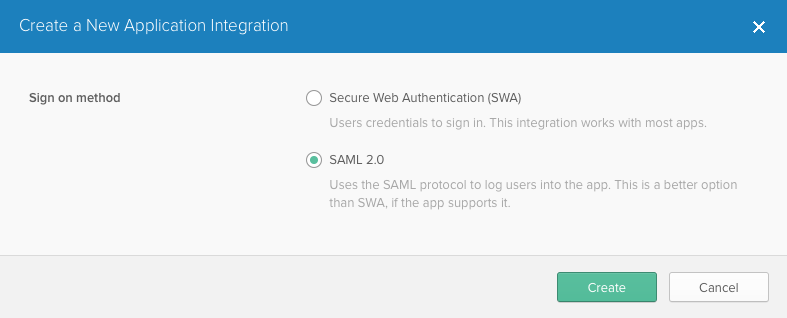 Create a New Application Integration
Sign on method
Secure Web Authentication (SWA)
Users credentials to sign in. This integration works with most apps.
SAML 2.0
Uses the SAML protocol to log users into the app. This is a better option
than SWA, if the app supports it.
Create
Cancel